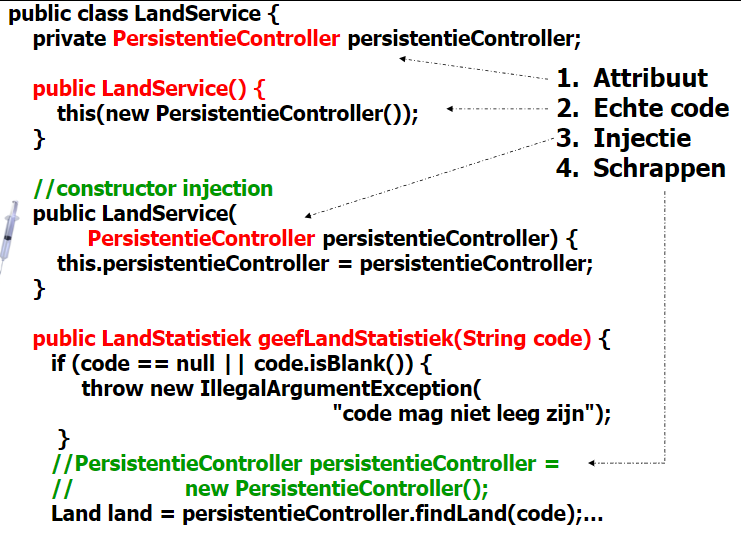 public class LandService {
private PersistentieController persistentieController;
public LandService() {
this(new PersistentieController());
}
//constructor injection
public LandService(
PersistentieController persistentieController) {
this.persistentieController = persistentieController;
}
public LandStatistiek geefLandStatistiek(String code) {
if (code == null || code.isBlank()) {
throw new IllegalArgumentException(
"code mag niet leeg zijn");
}
//PersistentieController persistentieController =
// new PersistentieController();
Land land = persistentieController.findLand(code);...
1. Attribuut
2. Echte code
3. Injectie
4. Schrappen